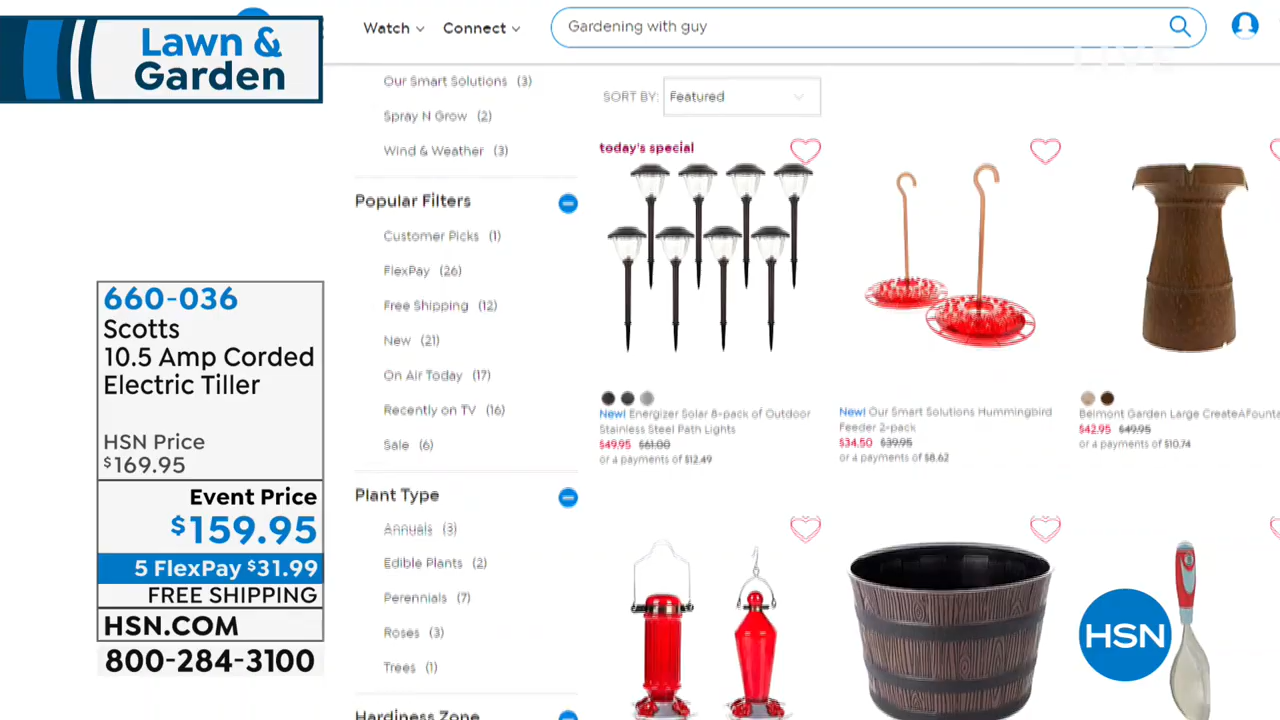 Lawn &
Garden
Watch
Connect
Gardening with guy
LIVE
Our Smart Solutions (3)
Spray N Grow (2)
Wind & Weather (3)
Popular Filters
Customer Picks (1)
FlexPay (26)
Free Shipping (12)
New (21)
On Air Today (17)
Recently on TV (16)
Sale (6)
Plant Type
Annuals (3)
Edible Plants (2)
Perennials (7)
Roses (3)
Trees (1)
Hardiness Zone
SORT BY: Featured
today's special
New! Energizer Solar 8-pack of Outdoor
Stainless Steel Path Lights
$49.95 $61.00
or 4 payments of $12.49
New! Our Smart Solutions Hummingbird
Feeder 2-pack
$34.50 $39.95
or 4 payments of $8.62
Belmont Garden Large CreateAFounta
$42.95 $49.95
or 4 payments of $10.74
660-036
Scotts
10.5 Amp Corded
Electric Tiller
HSN Price
$169.95
Event Price
$159.95
5 FlexPay $31.99
FREE SHIPPING
HSN.COM
800-284-3100
HSN